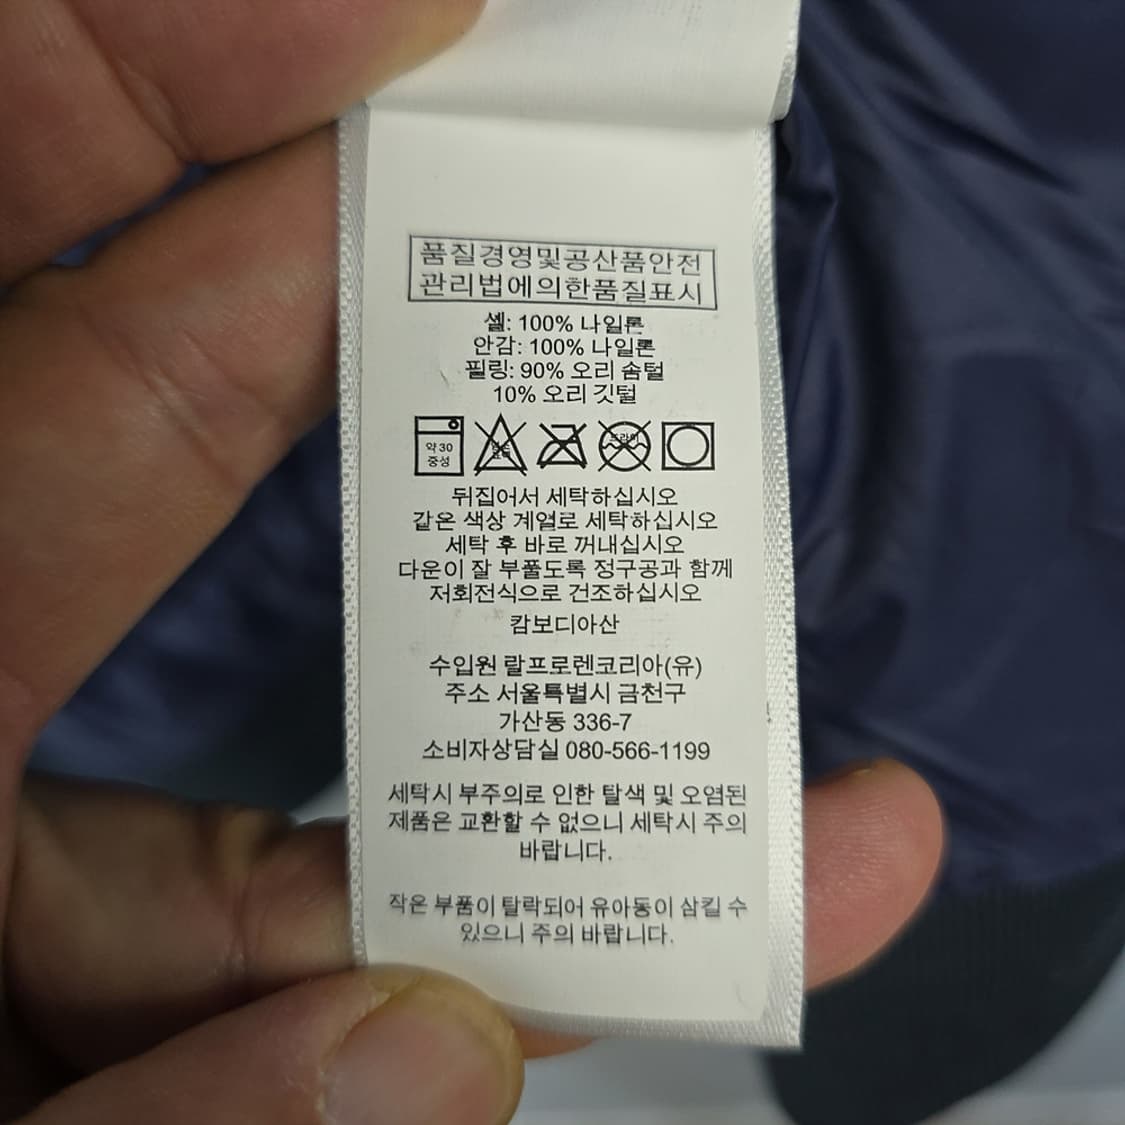 품질경영및공산품안전
관리법에의한품질표시
셸: 100% 나일론
안감: 100% 나일론
필링: 90% 오리 솜털
10% 오리 깃털
약 30
중성
드라이
뒤집어서 세탁하십시오
같은 색상 계열로 세탁하십시오
세탁 후 바로 꺼내십시오
다운이 잘 부풀도록 정구공과 함께
저회전식으로 건조하십시오
캄보디아산
수입원 랄프로렌코리아(유)
주소 서울특별시 금천구
가산동 336-7
소비자상담실 080-566-1199
세탁시 부주의로 인한 탈색 및 오염된
제품은 교환할 수 없으니 세탁시 주의
바랍니다.
작은 부품이 탈락되어 유아동이 삼킬 수
있으니 주의 바랍니다.